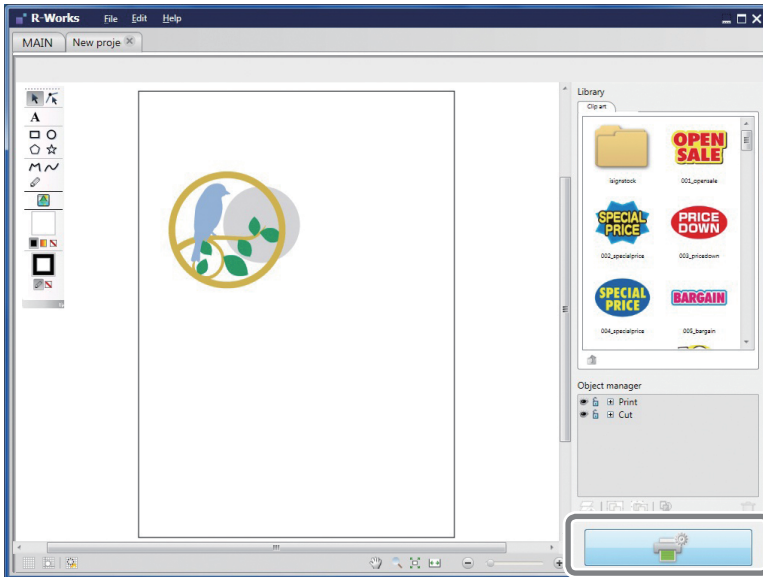 R-Works File Edit Help
MAIN New proje
Library
Clip art
A
OPEN SALE
isignstock 001_opensale
SPECIAL PRICE PRICE DOWN
002_specialprice 003_pricedown
SPECIAL PRICE BARGAIN
004_specialprice 005_bargain
Object manager
Print
Cut